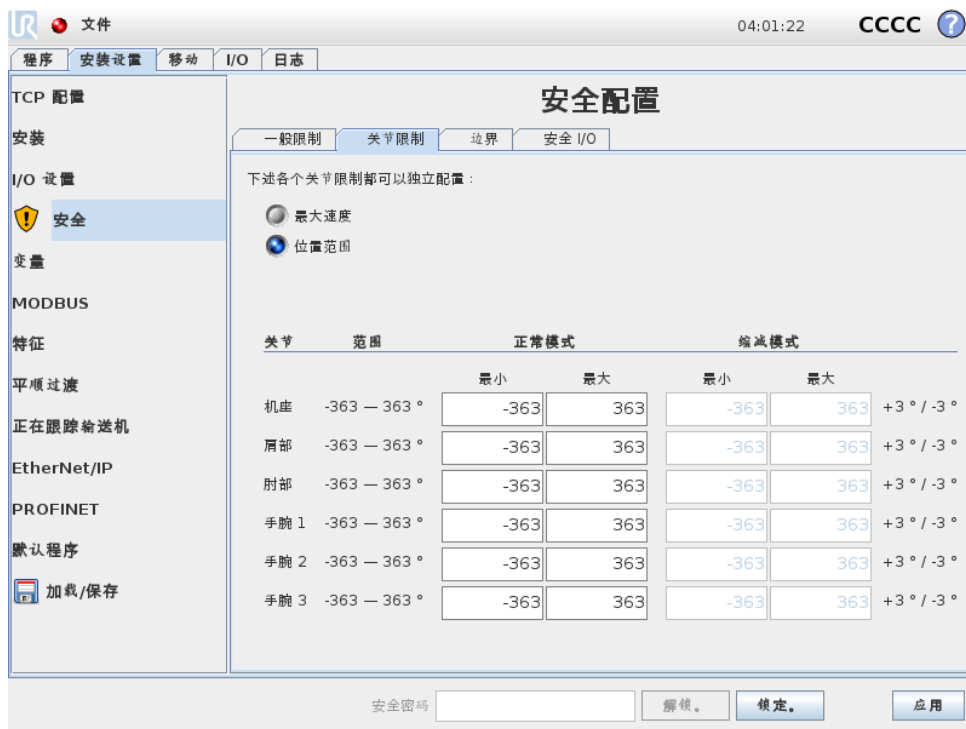 UR 文件 04:01:22 CCCC ?
程序 安装设置 移动 I/O 日志
TCP 配置
安装
I/O 设置
安全
变量
MODBUS
特征
平顺过渡
正在跟踪输送机
EtherNet/IP
PROFINET
默认程序
加载/保存
安全配置
一般限制 关节限制 边界 安全 I/O
下述各个关节限制都可以独立配置：
最大速度
位置范围
关节 范围 正常模式 缩减模式
最小 最大 最小 最大
机座 -363 — 363 ° -363 363 -363 363 +3 ° / -3 °
肩部 -363 — 363 ° -363 363 -363 363 +3 ° / -3 °
肘部 -363 — 363 ° -363 363 -363 363 +3 ° / -3 °
手腕 1 -363 — 363 ° -363 363 -363 363 +3 ° / -3 °
手腕 2 -363 — 363 ° -363 363 -363 363 +3 ° / -3 °
手腕 3 -363 — 363 ° -363 363 -363 363 +3 ° / -3 °
安全密码 解锁。 锁定。 应用